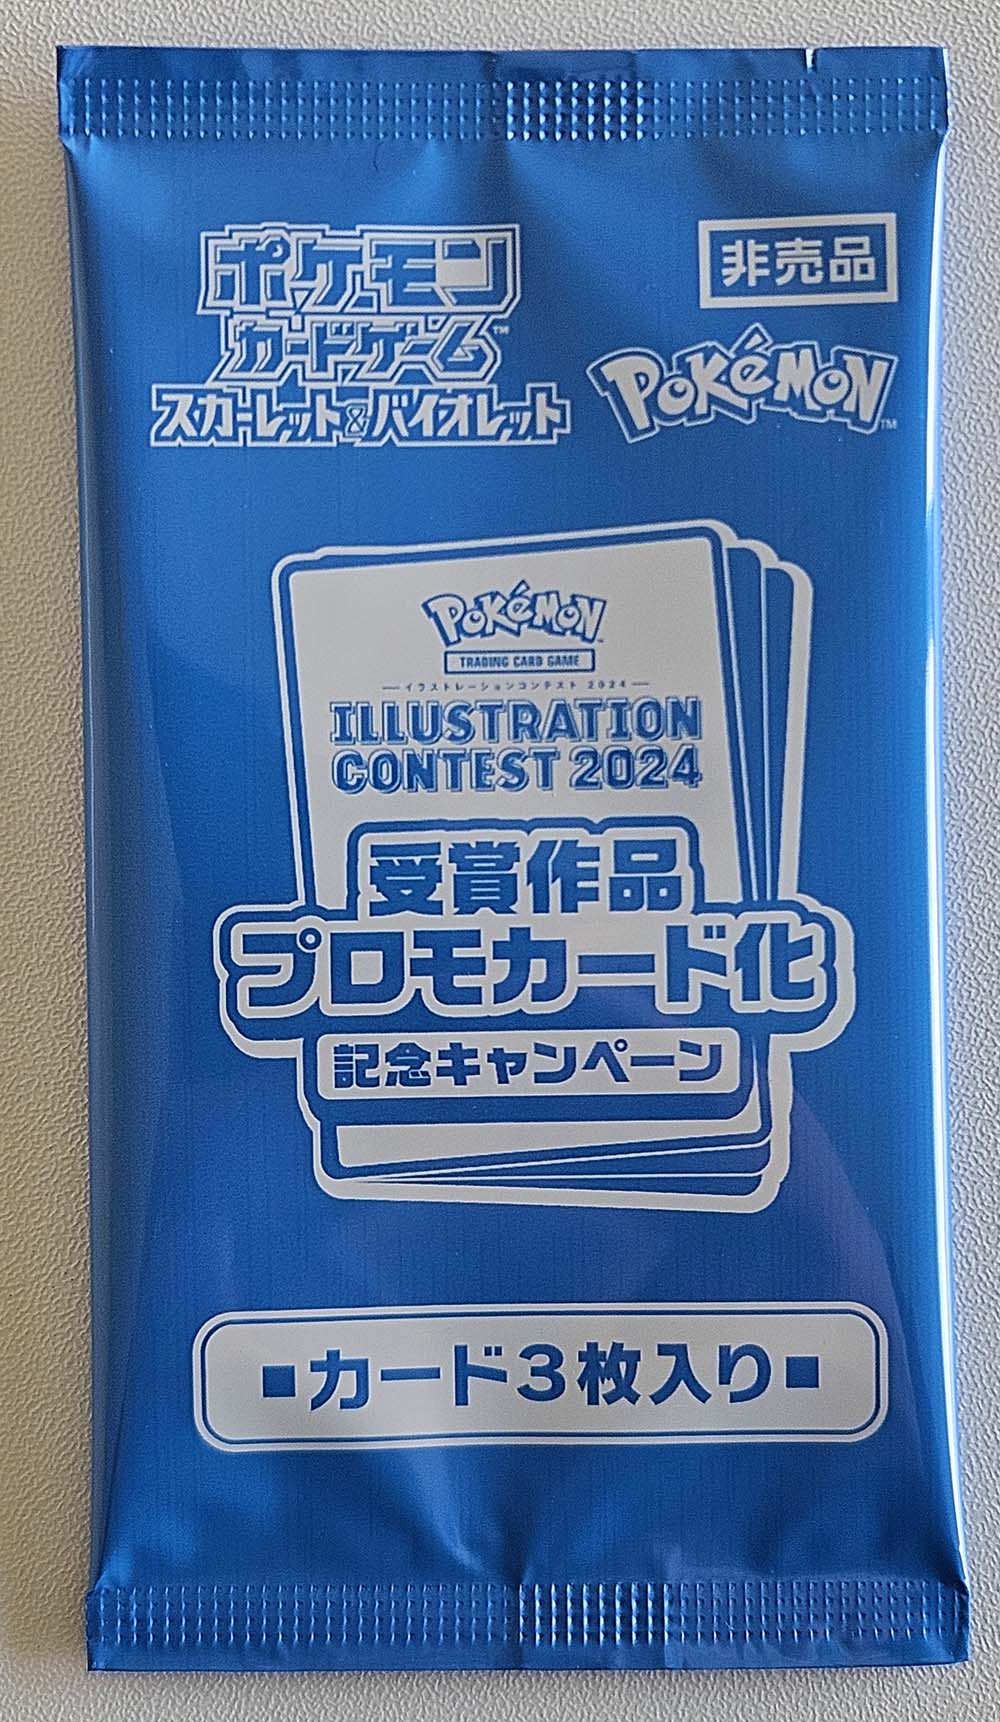 ポケモン
カードゲーム™
スカーレット&バイオレット
非売品
Pokémon™
Pokémon
TRADING CARD GAME
イラストレーションコンテスト 2024
ILLUSTRATION
CONTEST 2024
受賞作品
プロモカード化
記念キャンペーン
■カード3枚入り■